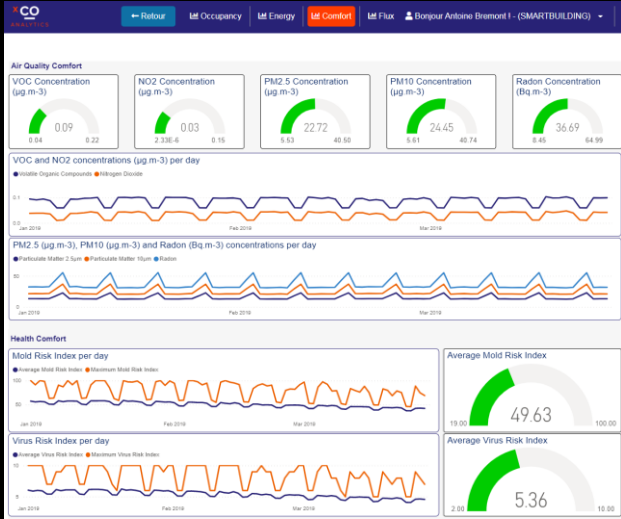 ×CO
ANALYTICS
← Retour
Occupancy
Energy
Comfort
Flux
Bonjour Antoine Bremont ! - (SMARTBUILDING)
Air Quality Comfort
VOC Concentration
(µg.m-3)
0.09
0.04
0.22
NO2 Concentration
(µg.m-3)
0.03
2.33E-6
0.15
PM2.5 Concentration
(µg.m-3)
22.72
5.53
40.50
PM10 Concentration
(µg.m-3)
24.45
5.61
40.74
Radon Concentration
(Bq.m-3)
36.69
8.45
64.99
VOC and NO2 concentrations (µg.m-3) per day
Volatile Organic Compounds Nitrogen Dioxide
0.1
0.0
Jan 2019 Feb 2019 Mar 2019
PM2.5 (µg.m-3), PM10 (µg.m-3) and Radon (Bq.m-3) concentrations per day
Particulate Matter 2.5µm Particulate Matter 10µm Radon
50
0
Jan 2019 Feb 2019 Mar 2019
Health Comfort
Mold Risk Index per day
Average Mold Risk Index Maximum Mold Risk Index
100
50
Jan 2019 Feb 2019 Mar 2019
Average Mold Risk Index
49.63
19.00
100.00
Virus Risk Index per day
Average Virus Risk Index Maximum Virus Risk Index
10
Jan 2019 Feb 2019 Mar 2019
Average Virus Risk Index
5.36
2.00
10.00